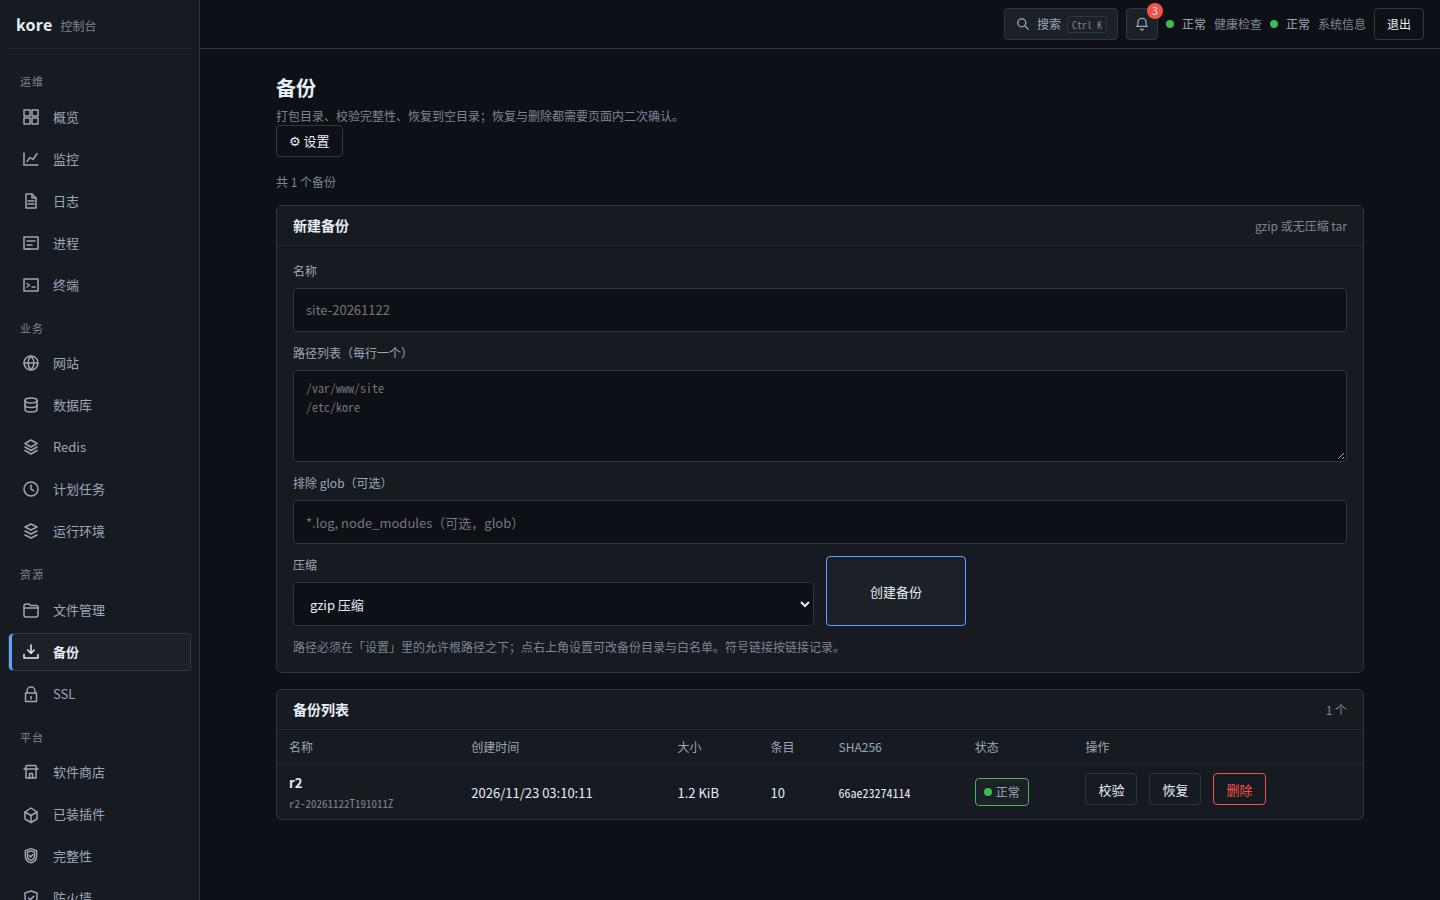 kore 控制台
搜索 Ctrl K
3
正常 健康检查
正常 系统信息
退出
运维
概览
监控
日志
进程
终端
业务
网站
数据库
Redis
计划任务
运行环境
资源
文件管理
备份
SSL
平台
软件商店
已装插件
完整性
防火墙
备份
打包目录、校验完整性、恢复到空目录；恢复与删除都需要页面内二次确认。
⚙ 设置
共 1 个备份
新建备份
gzip 或无压缩 tar
名称
site-20261122
路径列表（每行一个）
/var/www/site
/etc/kore
排除 glob（可选）
*.log, node_modules（可选，glob）
压缩
gzip 压缩
创建备份
路径必须在「设置」里的允许根路径之下；点右上角设置可改备份目录与白名单。符号链接按链接记录。
备份列表
1 个
名称 创建时间 大小 条目 SHA256 状态 操作
r2 2026/11/23 03:10:11 1.2 KiB 10 66ae23274114 正常 校验 恢复 删除
r2-20261122T191011Z